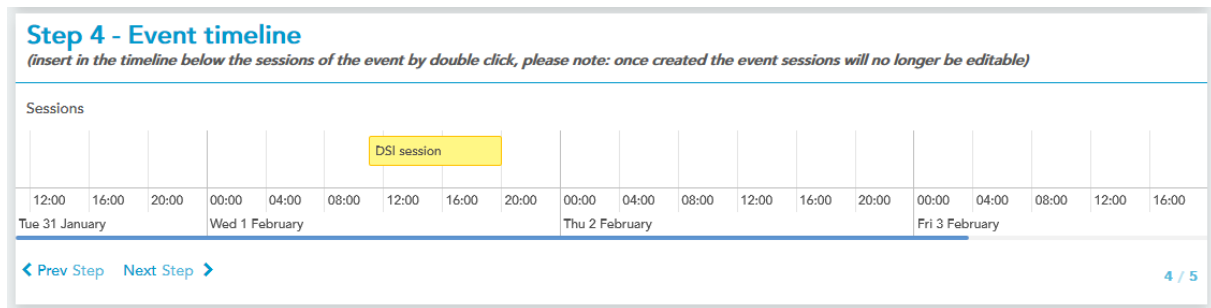 Step 4 - Event timeline
(insert in the timeline below the sessions of the event by double click, please note: once created the event sessions will no longer be editable)
Sessions
DSI session
12:00 16:00 20:00 00:00 04:00 08:00 12:00 16:00 20:00 00:00 04:00 08:00 12:00 16:00 20:00 00:00 04:00 08:00 12:00 16:00
Tue 31 January Wed 1 February Thu 2 February Fri 3 February
Prev Step Next Step
4 / 5